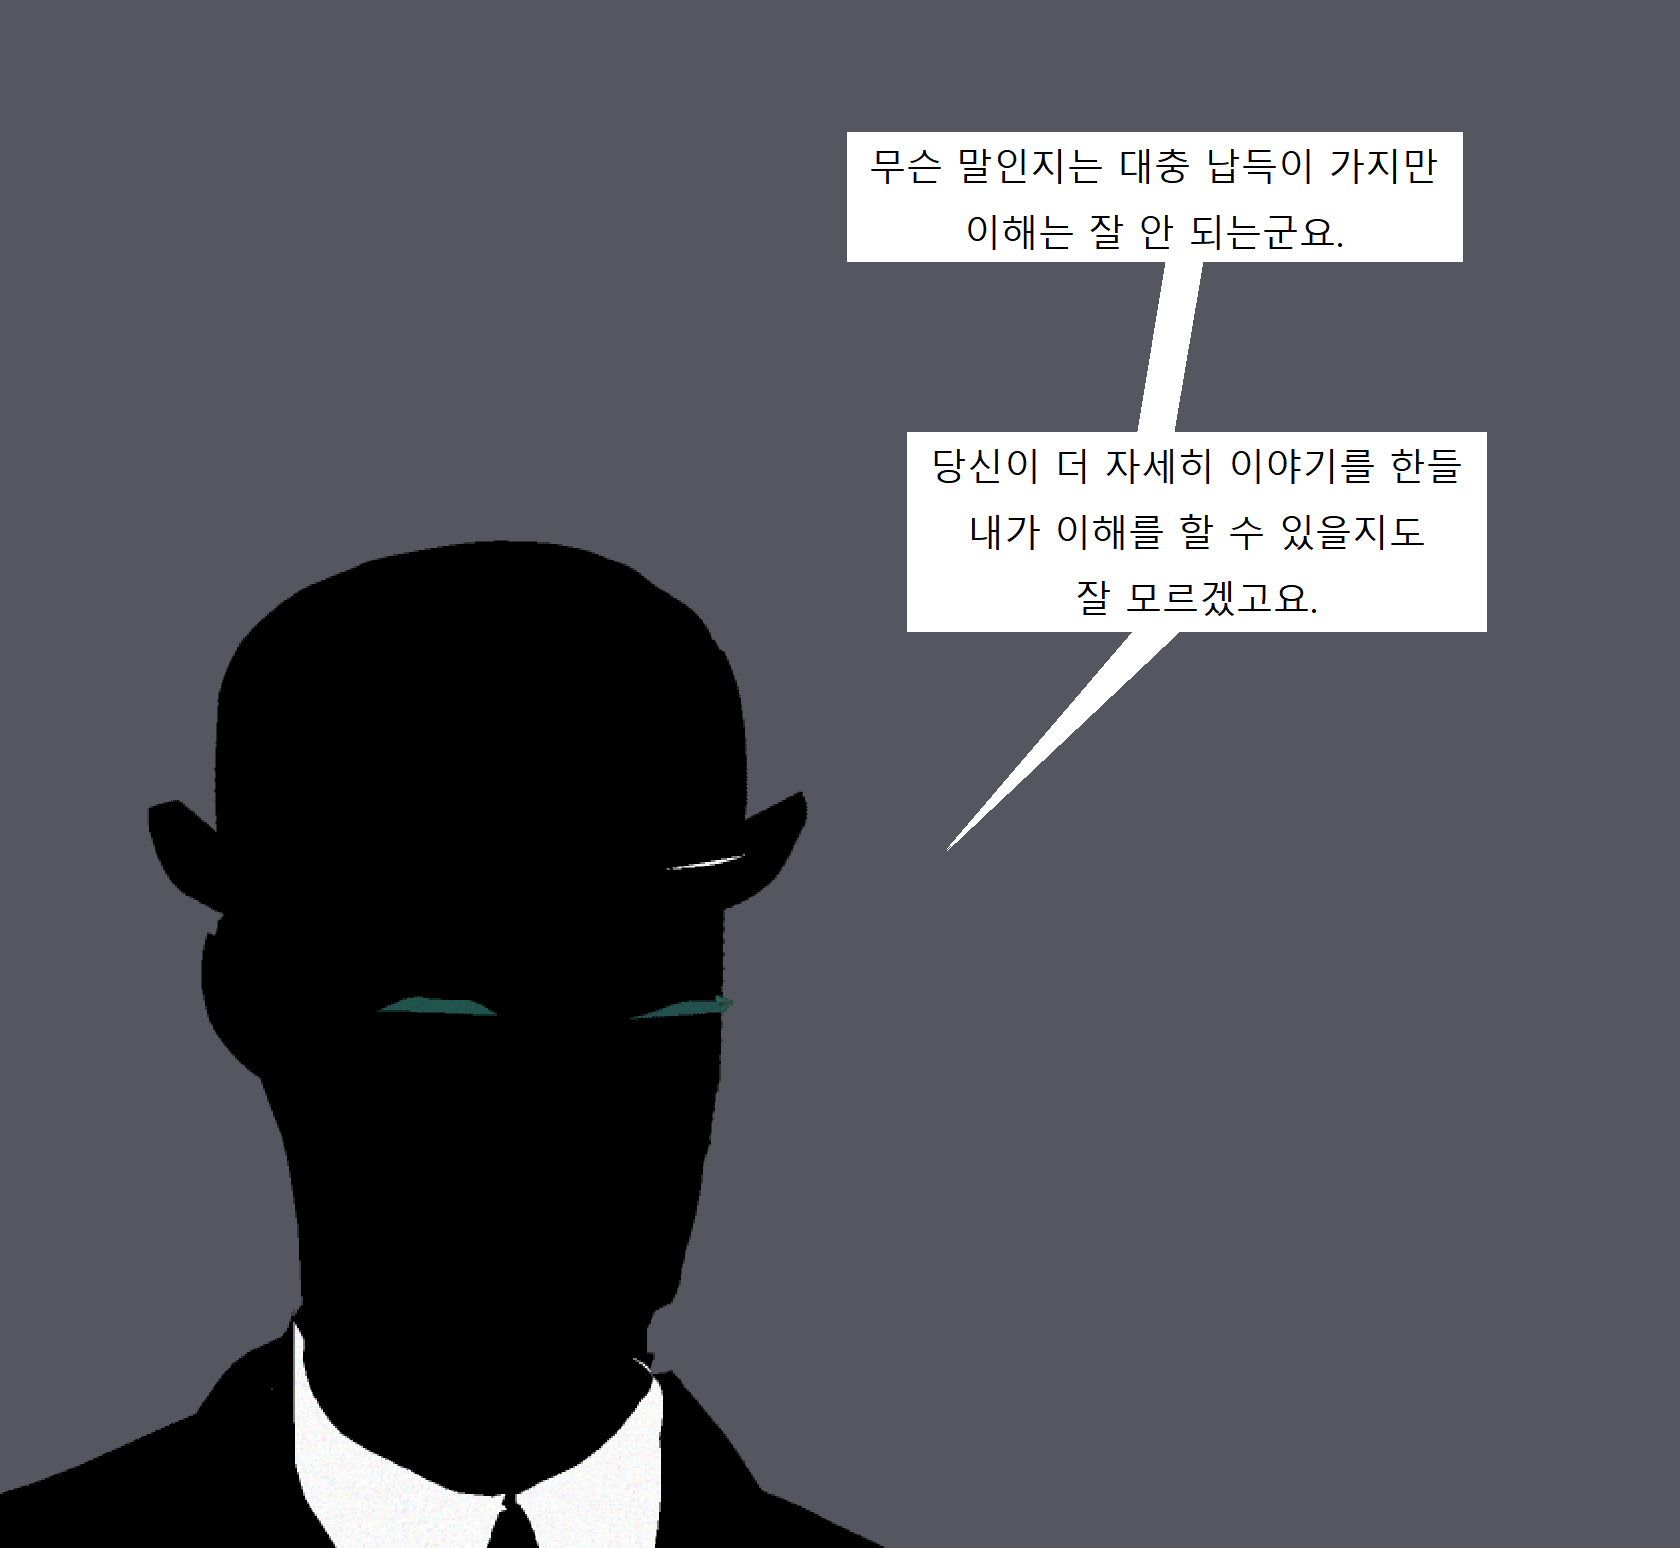 무슨 말인지는 대충 납득이 가지만
이해는 잘 안 되는군요.
당신이 더 자세히 이야기를 한들
내가 이해를 할 수 있을지도
잘 모르겠고요.